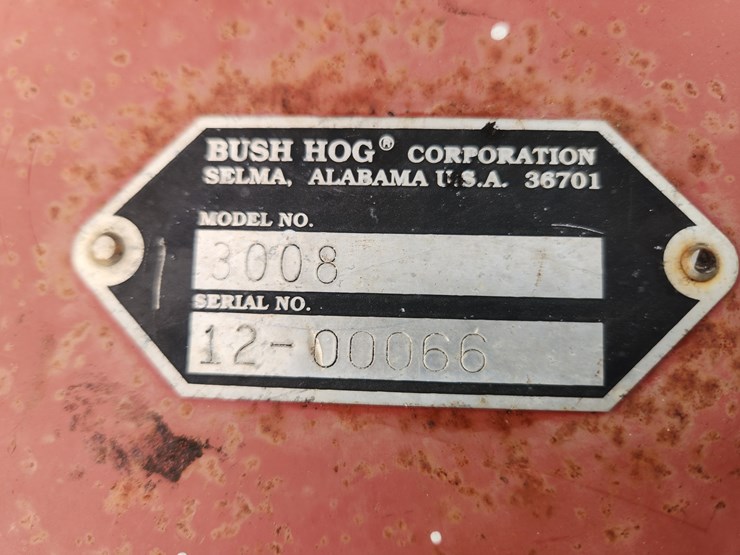 BUSH HOG® CORPORATION
SELMA, ALABAMA U.S.A. 36701
MODEL NO.
3008
SERIAL NO.
12-00066